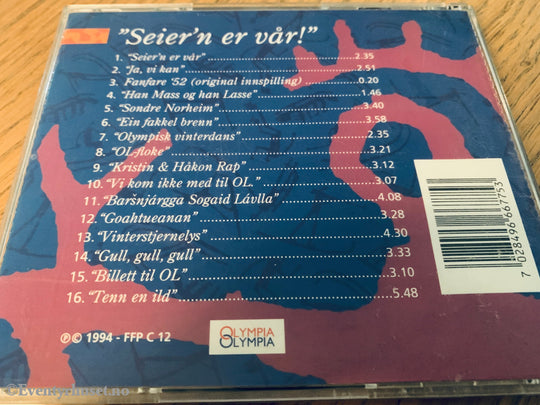 "Seier'n er vår!"
1. "Seier'n er vår" 2.35
2. "Ja, vi kan" 2.51
3. Fanfare '52 (original innspilling) 0.20
4. "Han Mass og han Lasse" 1.46
5. "Sondre Norheim" 3.40
6. "Ein fakkel brenn" 3.58
7. "Olympisk vinterdans" 2.35
8. "OL-floke" 3.21
9. "Kristin & Håkon Rap" 3.12
10. "Vi kom ikke med til OL." 3.07
11. "Baršnjárgga Sogaid Lávlla" 4.08
12. "Goahtueanan" 3.28
13. "Vinterstjernelys" 4.30
14. "Gull, gull, gull" 3.33
15. "Billett til OL" 3.10
16. "Tenn en ild" 5.48
℗© 1994 - FFP C 12
OLYMPIA
OLYMPIA
7 028496 667753
© Eventyrhuset.no